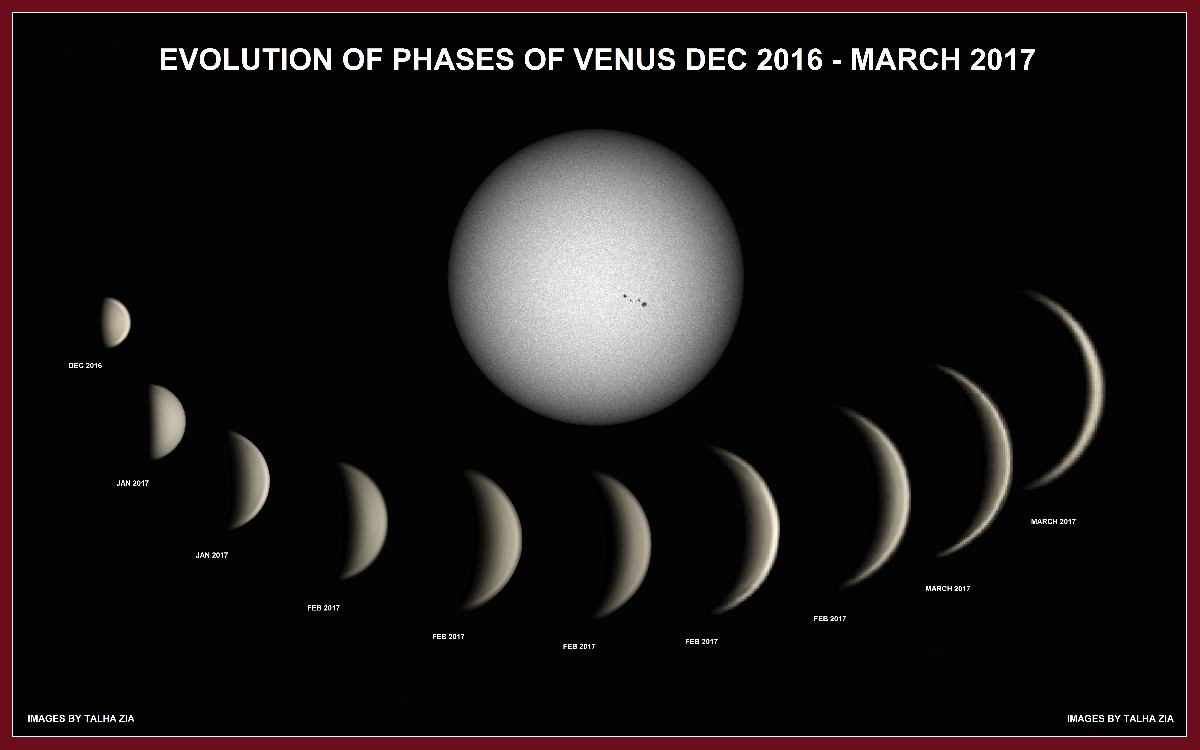 EVOLUTION OF PHASES OF VENUS DEC 2016 - MARCH 2017
DEC 2016
JAN 2017
JAN 2017
FEB 2017
FEB 2017
FEB 2017
FEB 2017
FEB 2017
MARCH 2017
MARCH 2017
IMAGES BY TALHA ZIA
IMAGES BY TALHA ZIA